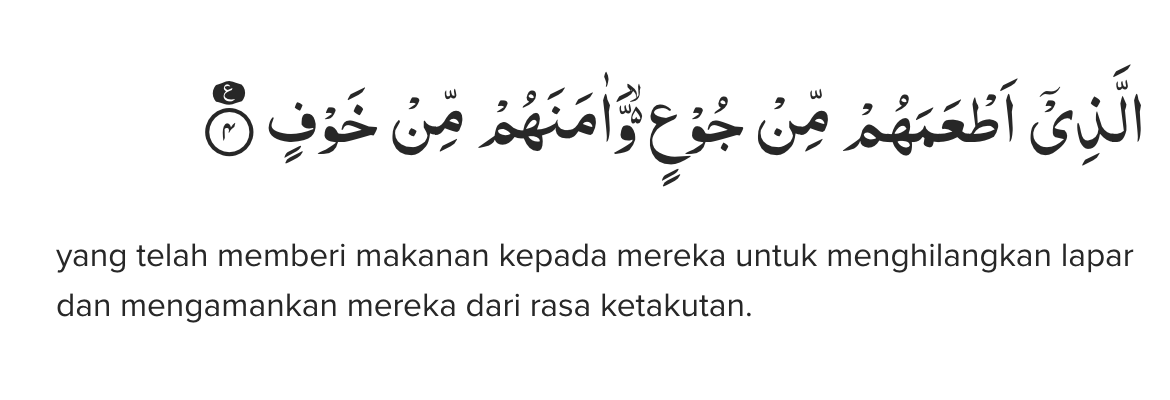 الَّذِيْٓ اَطْعَمَهُمْ مِّنْ جُوْعٍ ەۙ وَّاٰمَنَهُمْ مِّنْ خَوْفٍ ࣖ ٤
yang telah memberi makanan kepada mereka untuk menghilangkan lapar
dan mengamankan mereka dari rasa ketakutan.